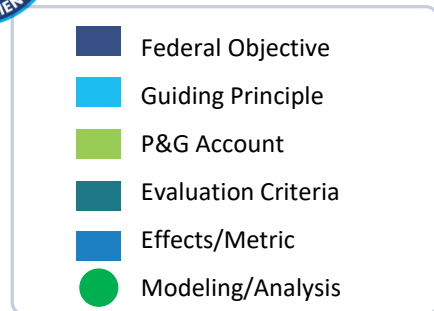 Federal Objective
Guiding Principle
P&G Account
Evaluation Criteria
Effects/Metric
Modeling/Analysis